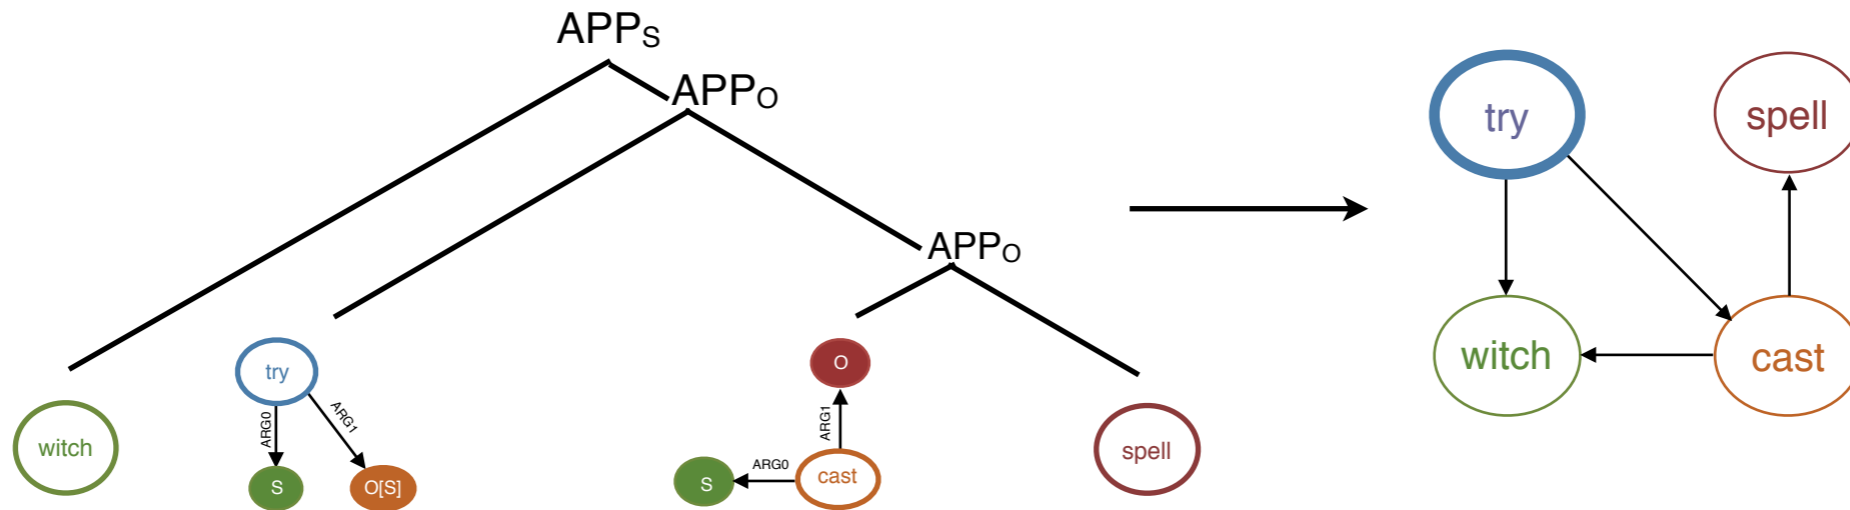 APPS
APPO
APPO
try
spell
witch
cast
try
ARG0
ARG1
S
O[S]
O
ARG1
ARG0
S
cast
witch
spell